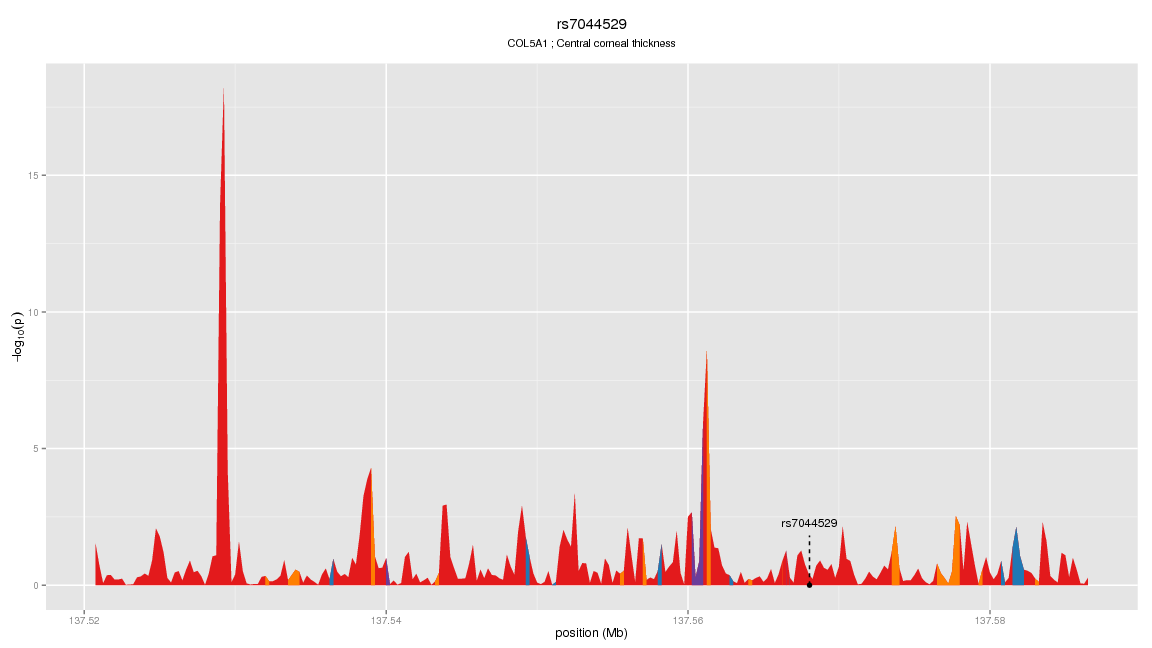 rs7044529
COL5A1 ; Central corneal thickness
15
10
5
0
−log10(p)
rs7044529
137.52
137.54
137.56
137.58
position (Mb)